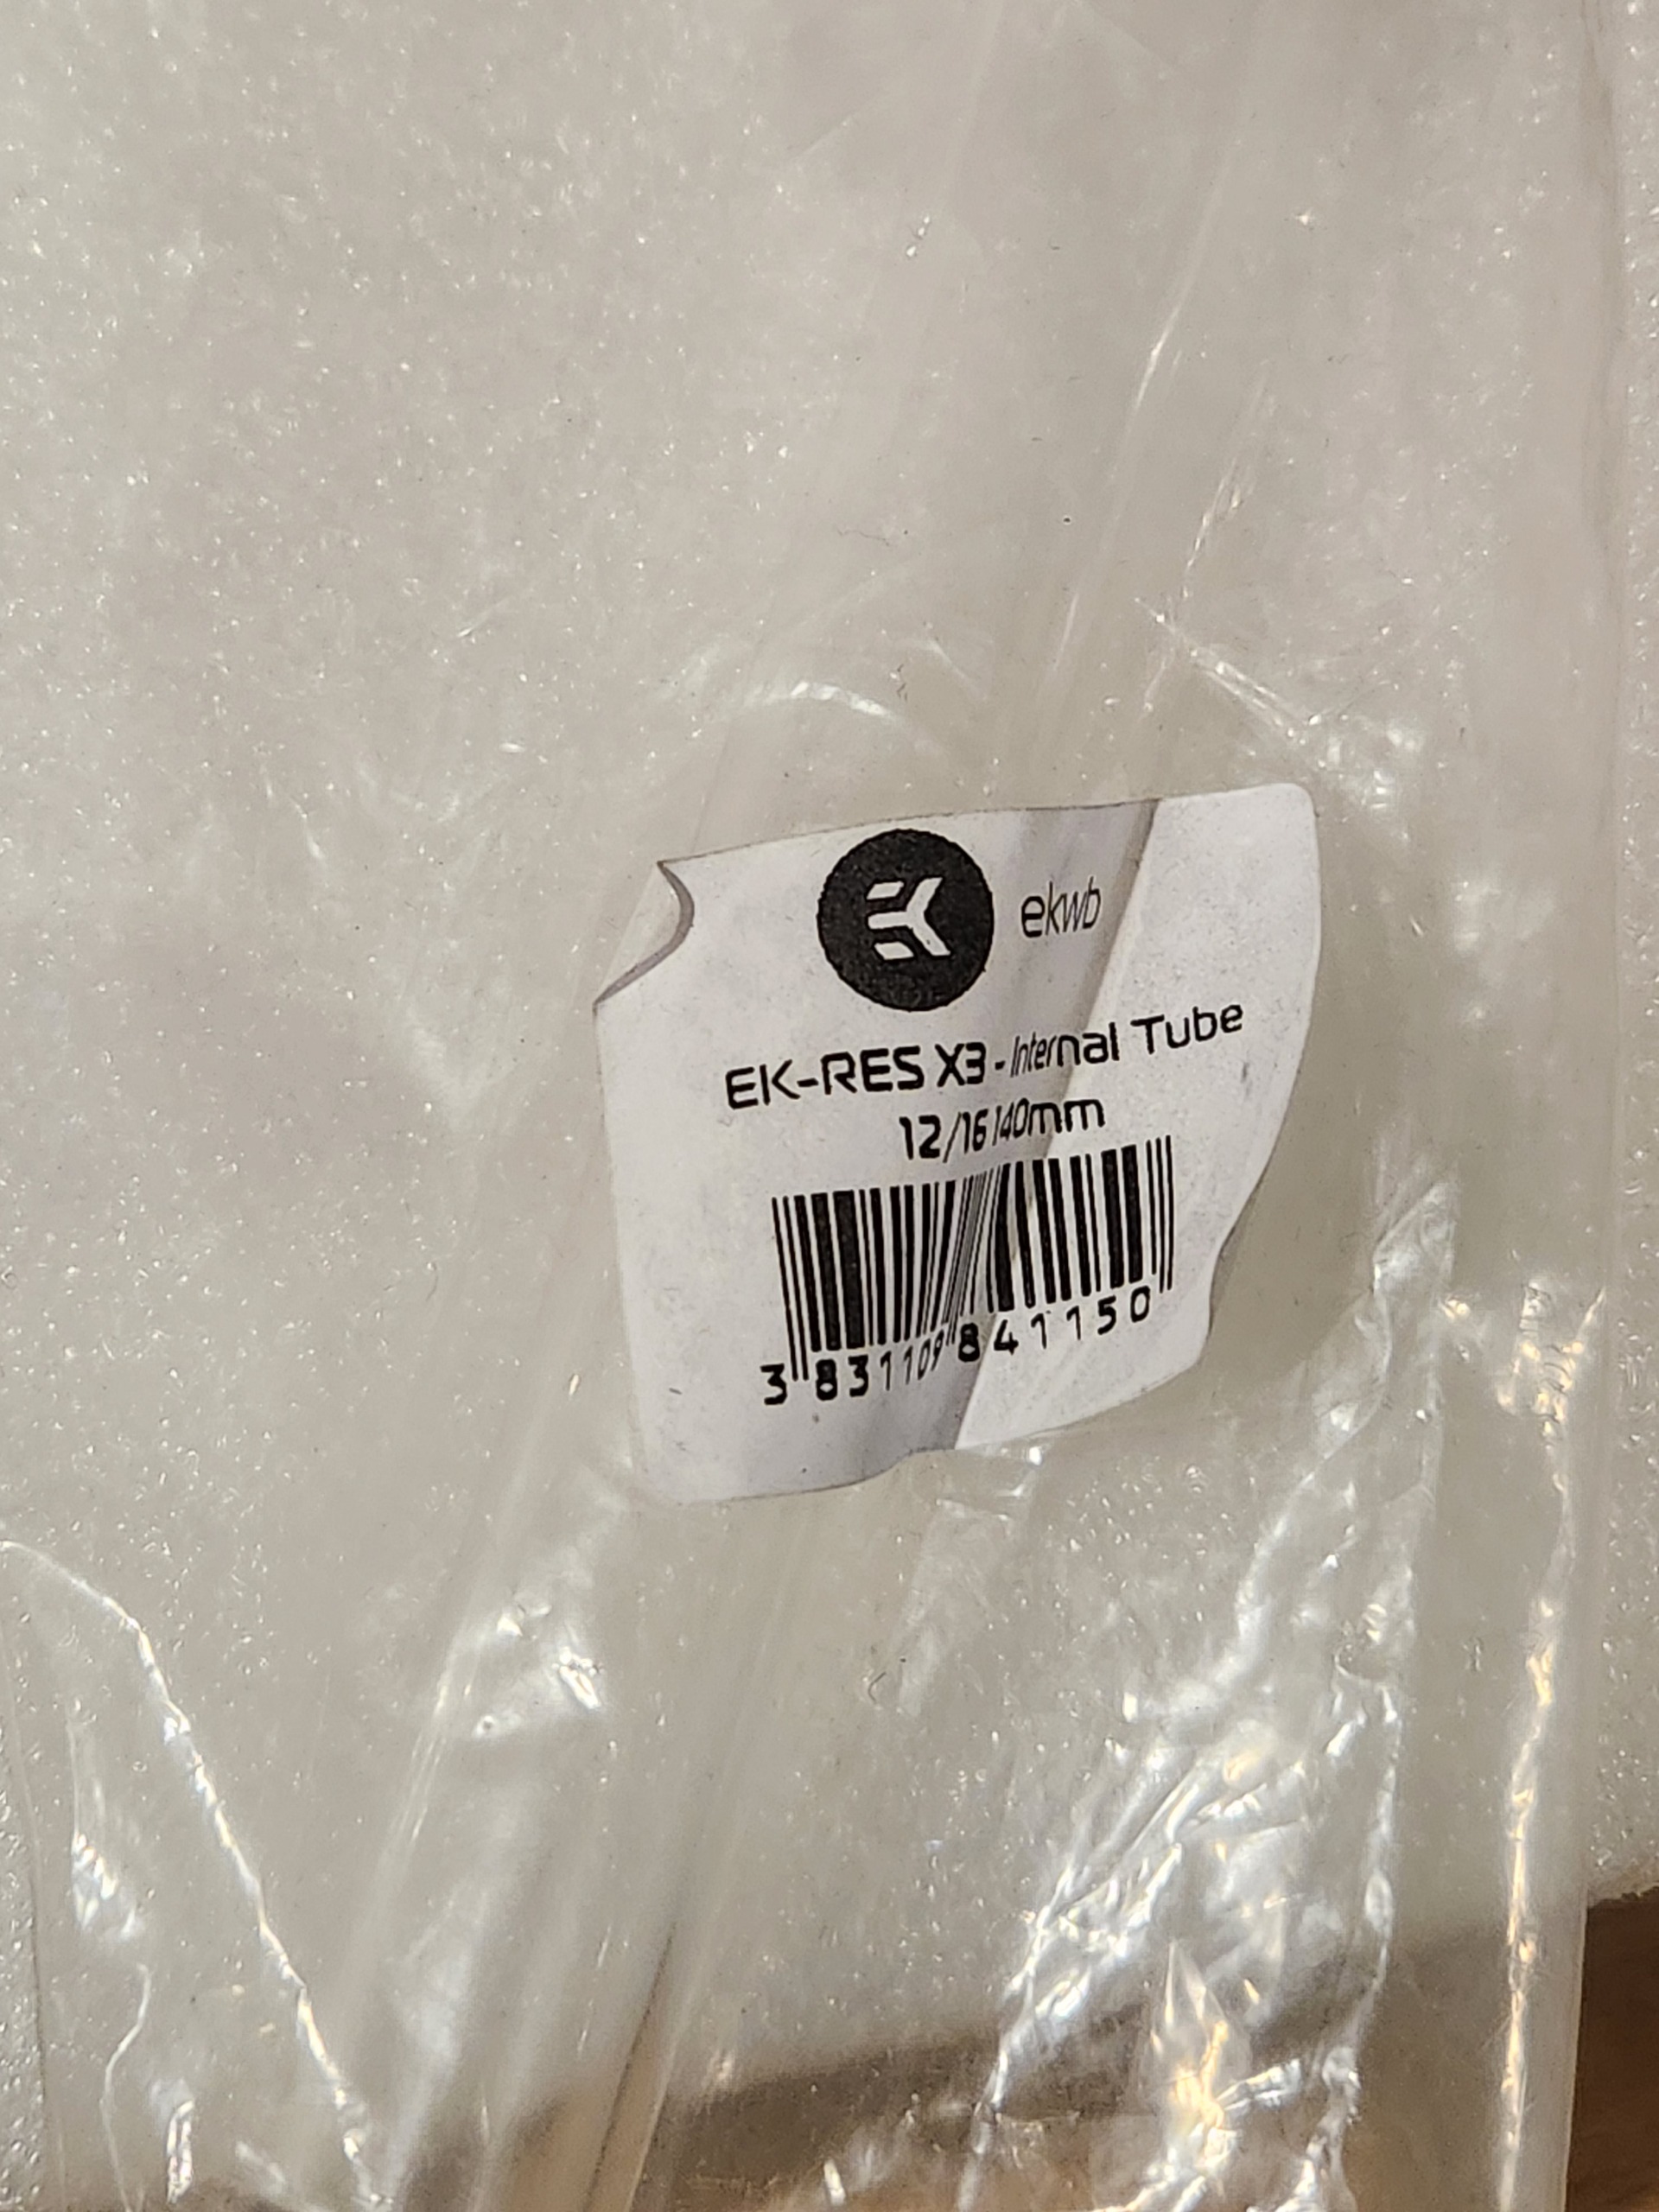 ekwb
EK-RES X3 - Internal Tube
12/16 140mm
3 831109 841150